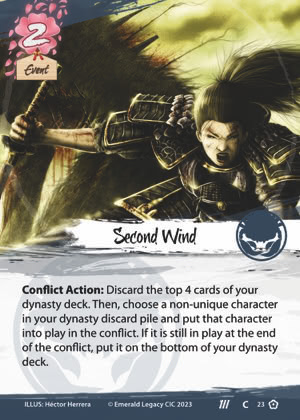 2
Event
Second Wind
Conflict Action: Discard the top 4 cards of your
dynasty deck. Then, choose a non-unique character
in your dynasty discard pile and put that character
into play in the conflict. If it is still in play at the end
of the conflict, put it on the bottom of your dynasty
deck.
ILLUS: Héctor Herrera © Emerald Legacy CIC 2023 C 23